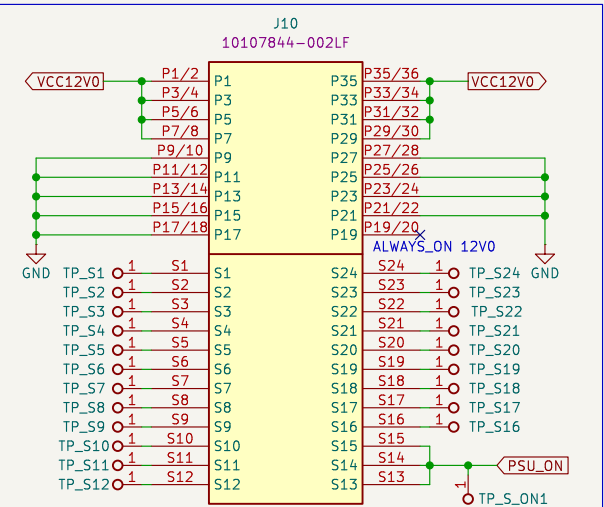 J10
10107844-002LF
VCC12V0 P1/2 P1 P35 P35/36 VCC12V0
P3/4 P3 P33 P33/34
P5/6 P5 P31 P31/32
P7/8 P7 P29 P29/30
P9/10 P9 P27 P27/28
P11/12 P11 P25 P25/26
P13/14 P13 P23 P23/24
P15/16 P15 P21 P21/22
P17/18 P17 P19 P19/20
ALWAYS_ON 12V0
GND GND
TP_S1 1 S1 S1 S24 S24 1 TP_S24
TP_S2 1 S2 S2 S23 S23 1 TP_S23
TP_S3 1 S3 S3 S22 S22 1 TP_S22
TP_S4 1 S4 S4 S21 S21 1 TP_S21
TP_S5 1 S5 S5 S20 S20 1 TP_S20
TP_S6 1 S6 S6 S19 S19 1 TP_S19
TP_S7 1 S7 S7 S18 S18 1 TP_S18
TP_S8 1 S8 S8 S17 S17 1 TP_S17
TP_S9 1 S9 S9 S16 S16 1 TP_S16
TP_S10 1 S10 S10 S15 S15
TP_S11 1 S11 S11 S14 S14 PSU_ON
TP_S12 1 S12 S12 S13 S13 1
TP_S_ON1